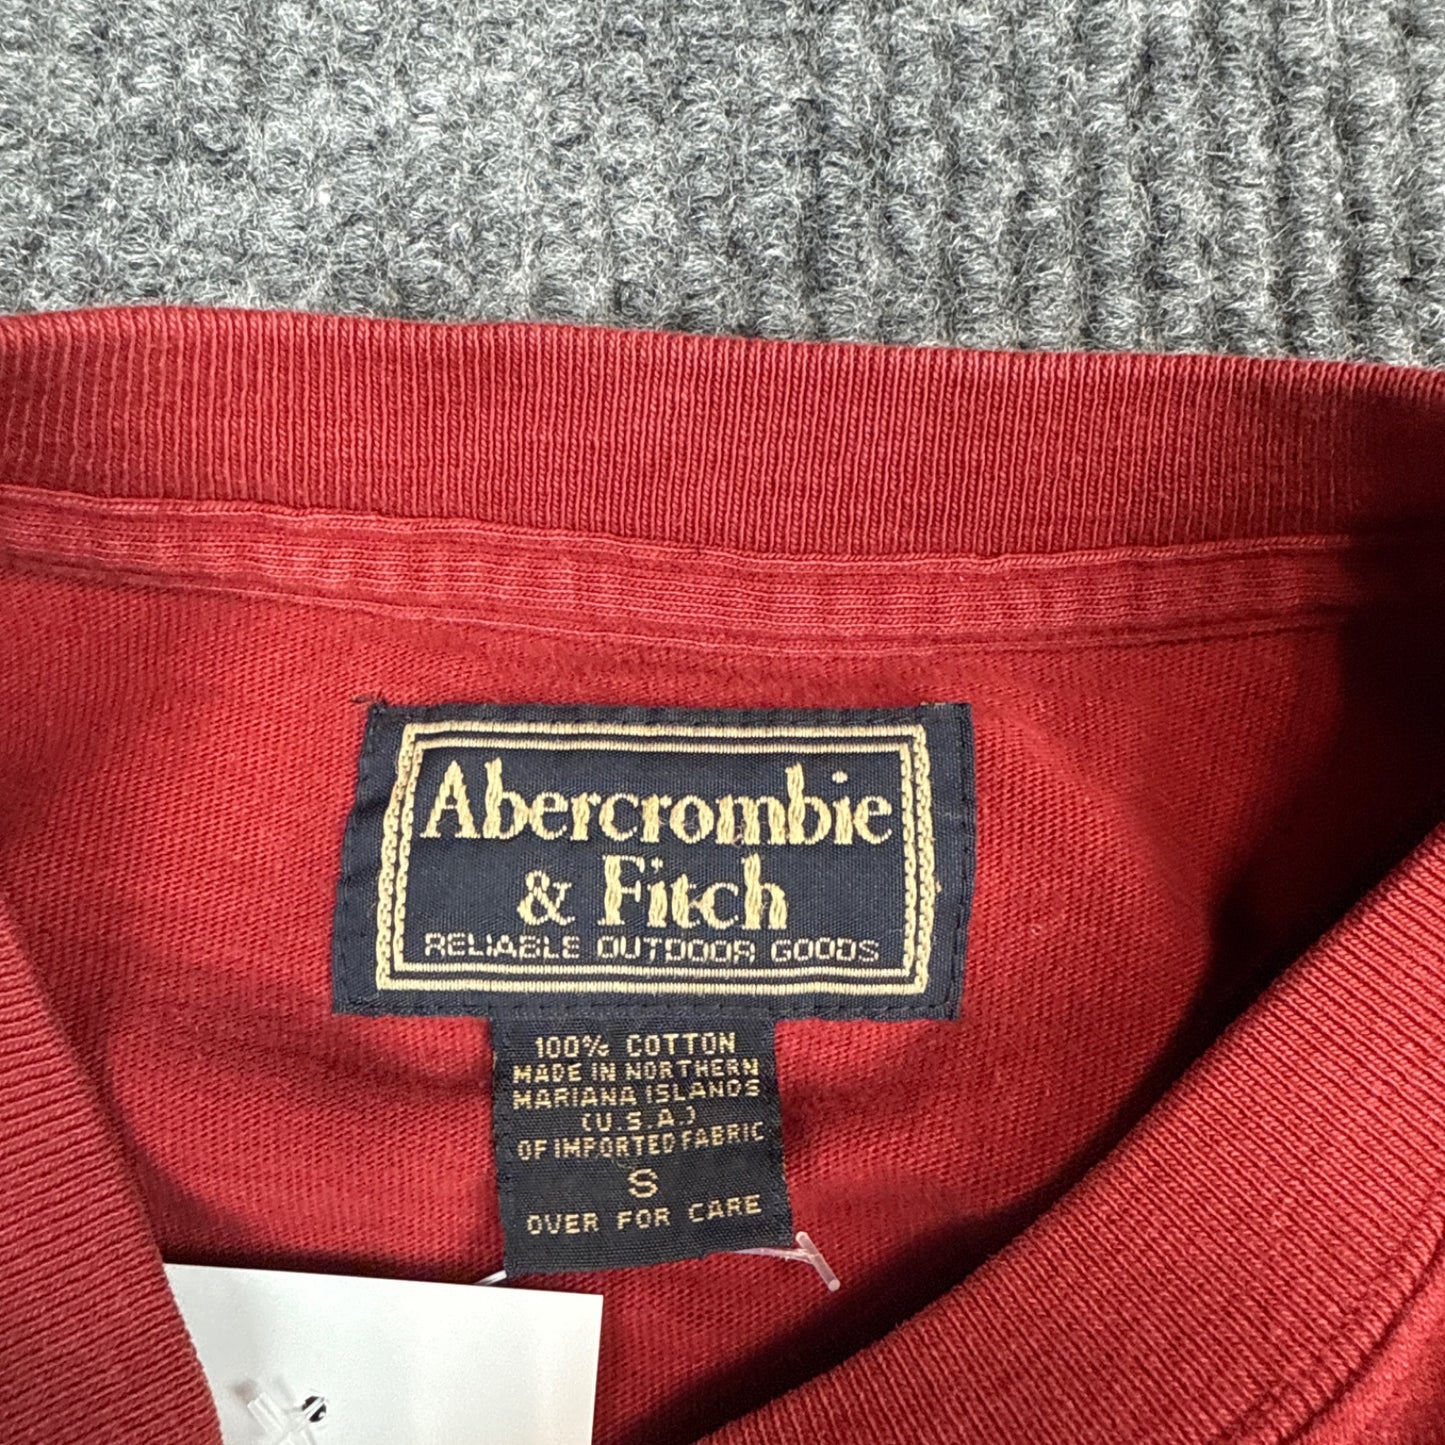 Abercrombie
& Fitch
RELIABLE OUTDOOR GOODS
100% COTTON
MADE IN NORTHERN
MARIANA ISLANDS
(U.S.A.)
OF IMPORTED FABRIC
S
OVER FOR CARE